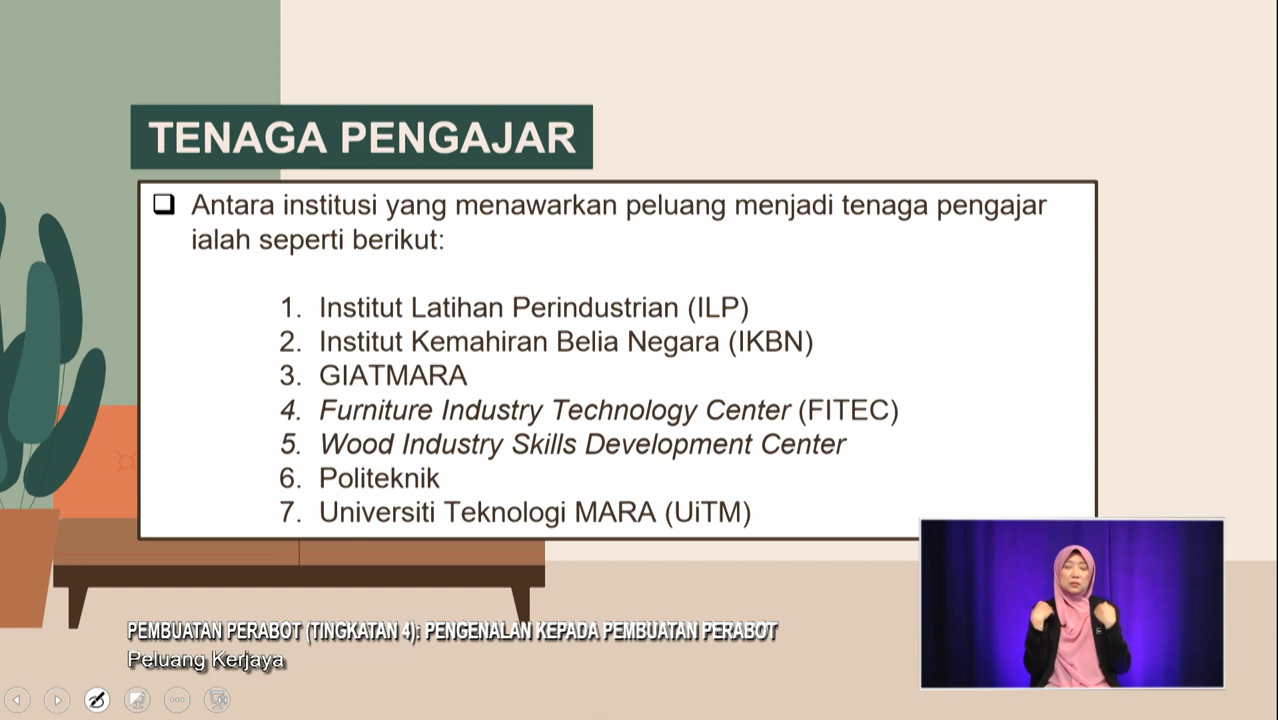 TENAGA PENGAJAR
❑ Antara institusi yang menawarkan peluang menjadi tenaga pengajar
ialah seperti berikut:
1. Institut Latihan Perindustrian (ILP)
2. Institut Kemahiran Belia Negara (IKBN)
3. GIATMARA
4. Furniture Industry Technology Center (FITEC)
5. Wood Industry Skills Development Center
6. Politeknik
7. Universiti Teknologi MARA (UiTM)
PEMBUATAN PERABOT (TINGKATAN 4): PENGENALAN KEPADA PEMBUATAN PERABOT
Peluang Kerjaya